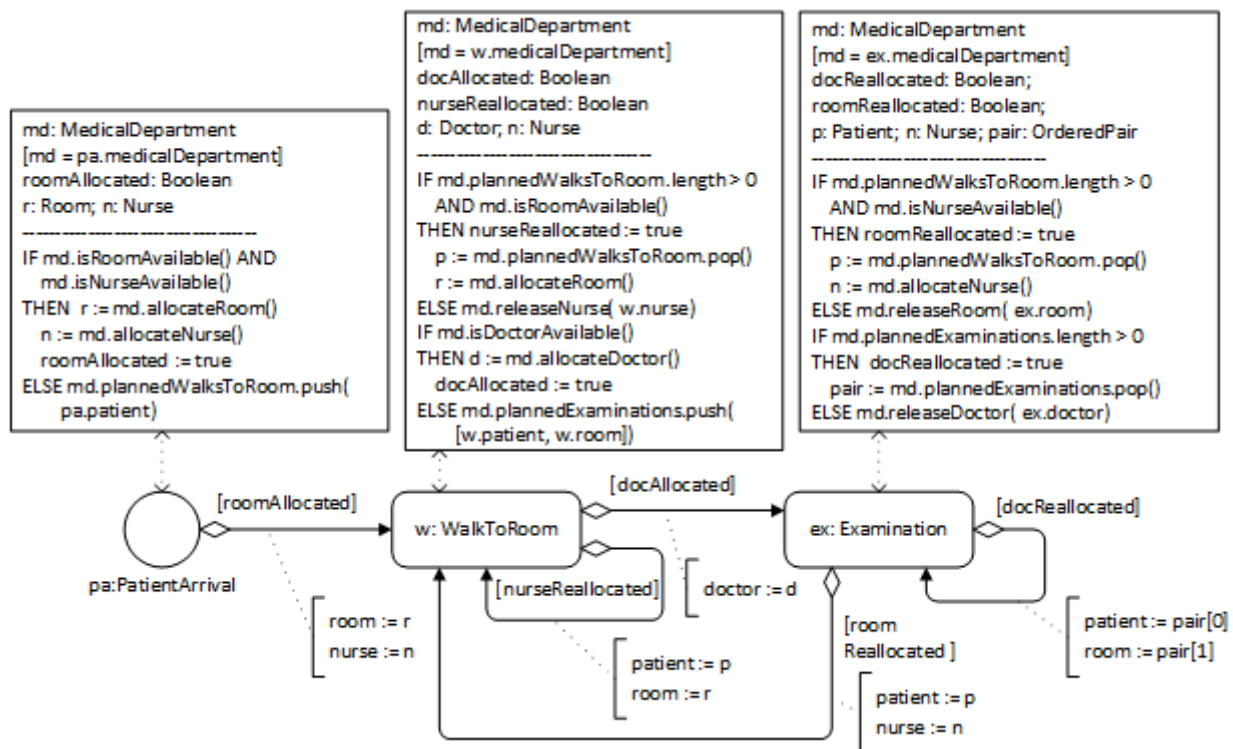 md: MedicalDepartment
[md = pa.medicalDepartment]
roomAllocated: Boolean
r: Room; n: Nurse
------------------------------------
IF md.isRoomAvailable() AND
md.isNurseAvailable()
THEN r := md.allocateRoom()
n := md.allocateNurse()
roomAllocated := true
ELSE md.plannedWalksToRoom.push(
pa.patient)
md: MedicalDepartment
[md = w.medicalDepartment]
docAllocated: Boolean
nurseReallocated: Boolean
d: Doctor; n: Nurse
------------------------------------
IF md.plannedWalksToRoom.length > 0
AND md.isRoomAvailable()
THEN nurseReallocated := true
p := md.plannedWalksToRoom.pop()
r := md.allocateRoom()
ELSE md.releaseNurse( w.nurse)
IF md.isDoctorAvailable()
THEN d := md.allocateDoctor()
docAllocated := true
ELSE md.plannedExaminations.push(
[w.patient, w.room])
md: MedicalDepartment
[md = ex.medicalDepartment]
docReallocated: Boolean;
roomReallocated: Boolean;
p: Patient; n: Nurse; pair: OrderedPair
------------------------------------
IF md.plannedWalksToRoom.length > 0
AND md.isNurseAvailable()
THEN roomReallocated := true
p := md.plannedWalksToRoom.pop()
n := md.allocateNurse()
ELSE md.releaseRoom( ex.room)
IF md.plannedExaminations.length > 0
THEN docReallocated := true
pair := md.plannedExaminations.pop()
ELSE md.releaseDoctor( ex.doctor)
[roomAllocated]
[docAllocated]
[docReallocated]
w: WalkToRoom
ex: Examination
pa:PatientArrival
[nurseReallocated]
doctor := d
room := r
nurse := n
patient := p
room := r
[room
Reallocated ]
patient := pair[0]
room := pair[1]
patient := p
nurse := n